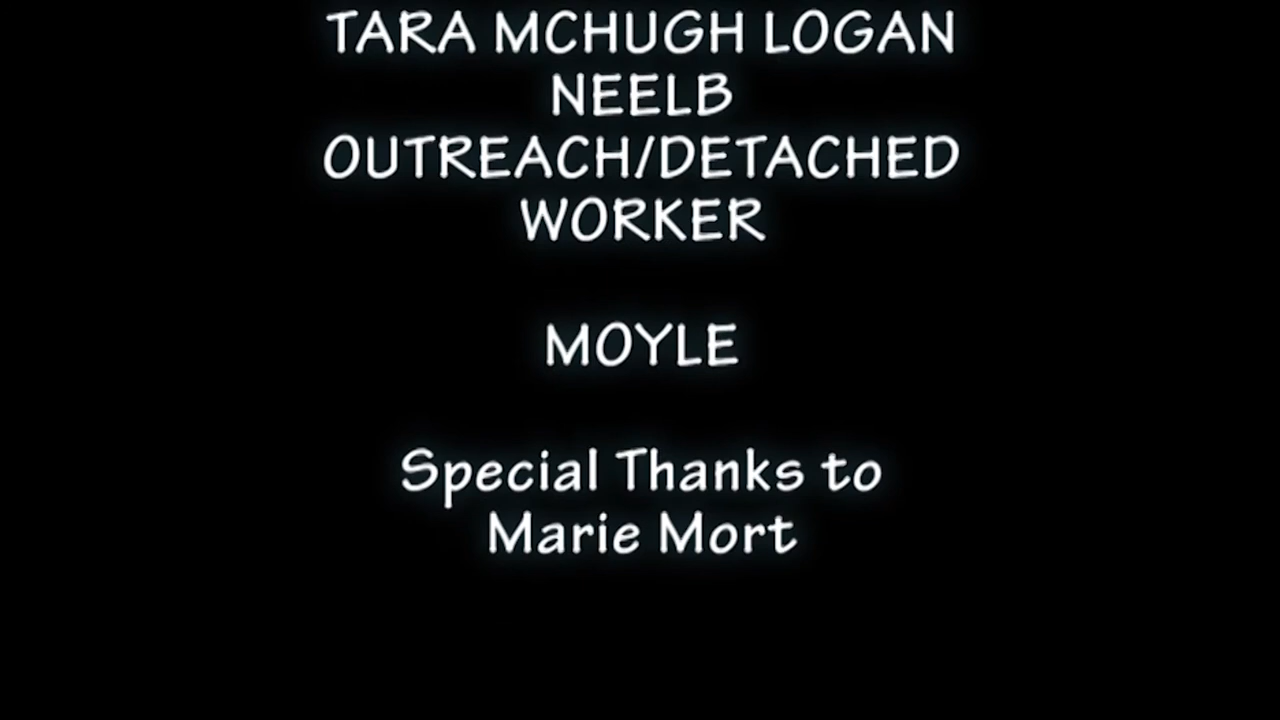 TARA MCHUGH LOGAN
NEELB
OUTREACH/DETACHED
WORKER
MOYLE
Special Thanks to
Marie Mort